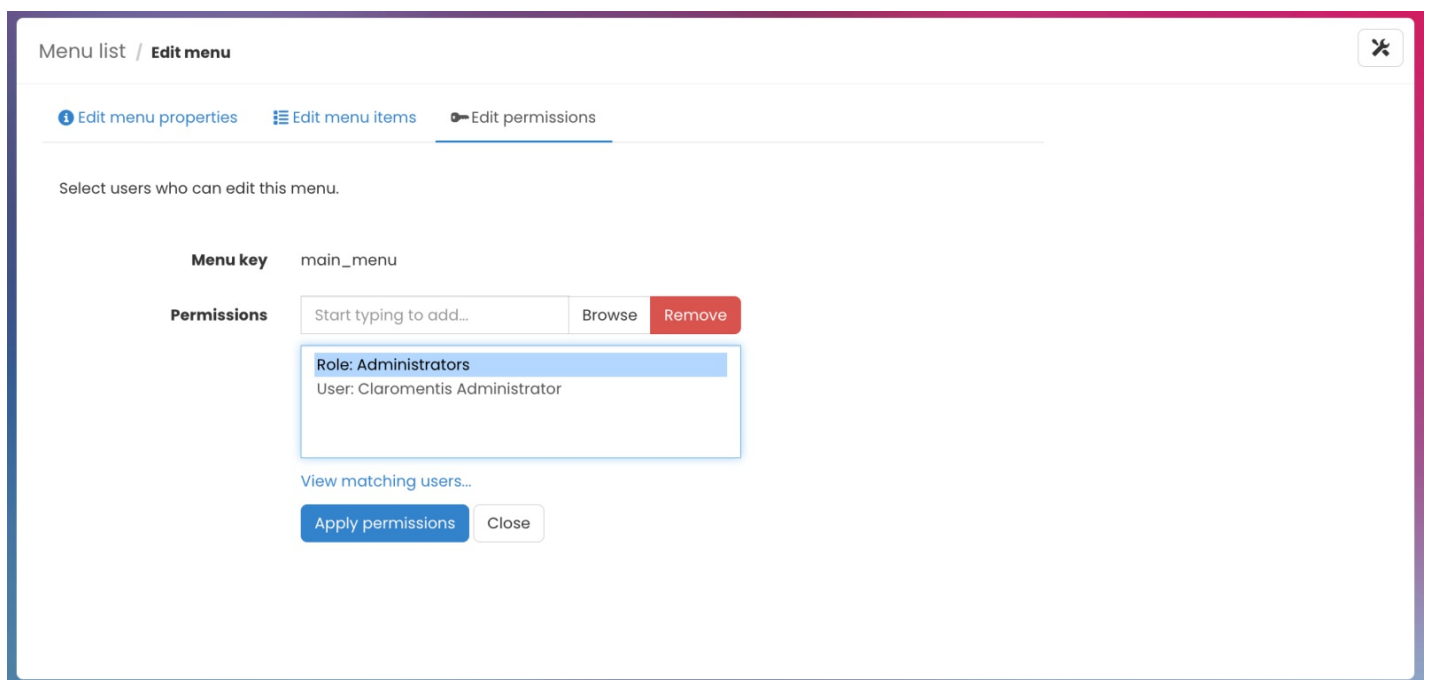 Menu list / Edit menu
Edit menu properties Edit menu items Edit permissions
Select users who can edit this menu.
Menu key main_menu
Permissions Start typing to add... Browse Remove
Role: Administrators
User: Claromentis Administrator
View matching users...
Apply permissions Close